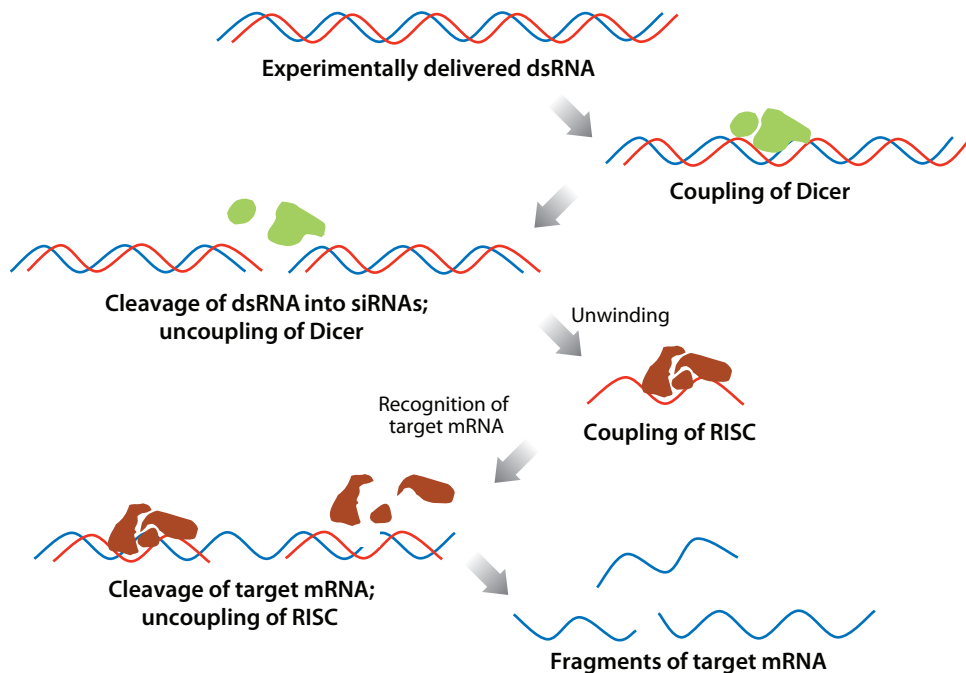 Experimentally delivered dsRNA
Coupling of Dicer
Cleavage of dsRNA into siRNAs;
uncoupling of Dicer
Unwinding
Coupling of RISC
Recognition of
target mRNA
Cleavage of target mRNA;
uncoupling of RISC
Fragments of target mRNA